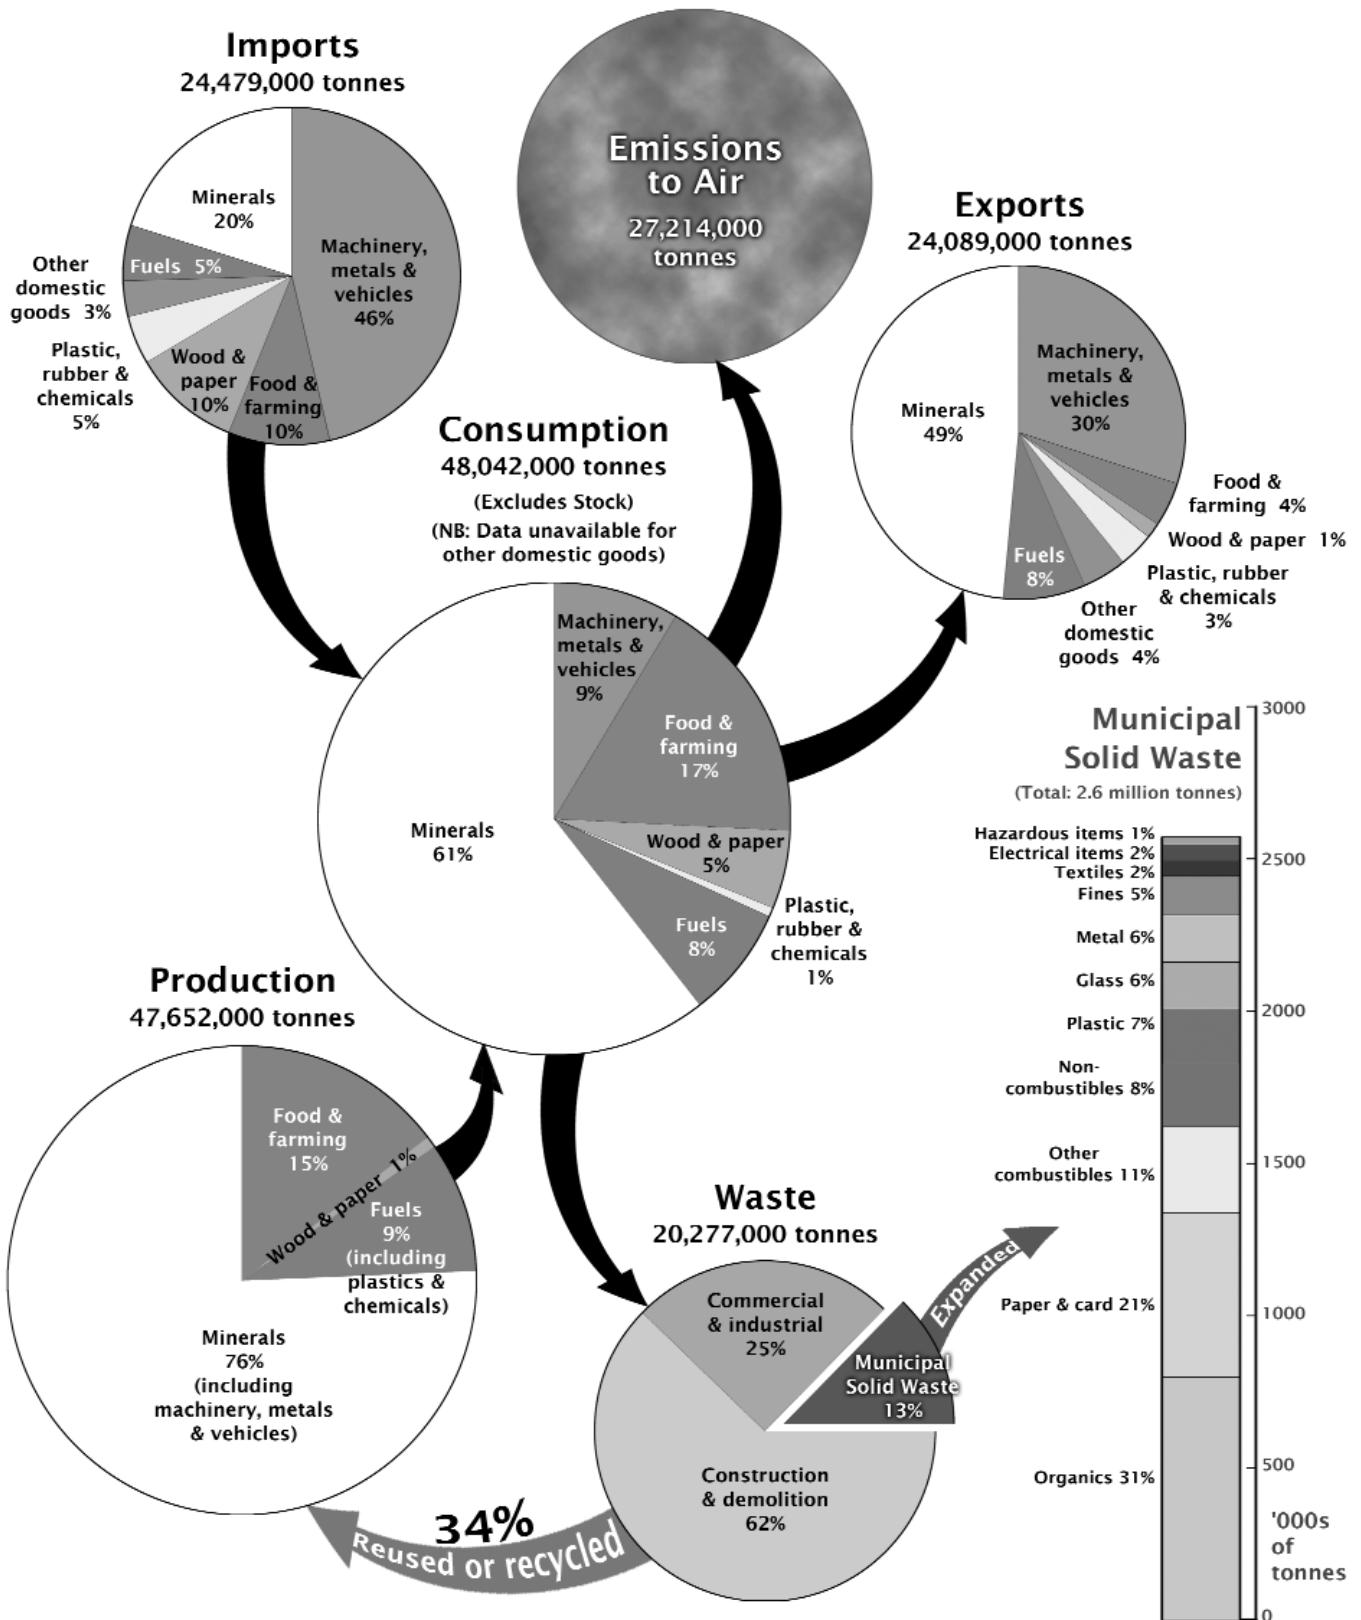 Imports
24,479,000 tonnes
Minerals
20%
Machinery,
metals &
vehicles
46%
Fuels 5%
Other
domestic
goods 3%
Plastic,
rubber &
chemicals
5%
Wood &
paper
10%
Food &
farming
10%
Emissions
to Air
27,214,000
tonnes
Exports
24,089,000 tonnes
Machinery,
metals &
vehicles
30%
Minerals
49%
Food &
farming 4%
Wood & paper 1%
Plastic, rubber
& chemicals
3%
Other
domestic
goods 4%
Fuels
8%
Consumption
48,042,000 tonnes
(Excludes Stock)
(NB: Data unavailable for
other domestic goods)
Machinery,
metals &
vehicles
9%
Food &
farming
17%
Wood & paper
5%
Plastic,
rubber &
chemicals
1%
Fuels
8%
Minerals
61%
Production
47,652,000 tonnes
Food &
farming
15%
Wood & paper 1%
Fuels
9%
(including
plastics &
chemicals)
Minerals
76%
(including
machinery, metals
& vehicles)
Waste
20,277,000 tonnes
Commercial
& industrial
25%
Municipal
Solid Waste
13%
Construction
& demolition
62%
34%
Reused or recycled
Expanded
Municipal
Solid Waste
(Total: 2.6 million tonnes)
Hazardous items 1%
Electrical items 2%
Textiles 2%
Fines 5%
Metal 6%
Glass 6%
Plastic 7%
Non-
combustibles 8%
Other
combustibles 11%
Paper & card 21%
Organics 31%
3000
2500
2000
1500
1000
500
'000s
of
tonnes
0